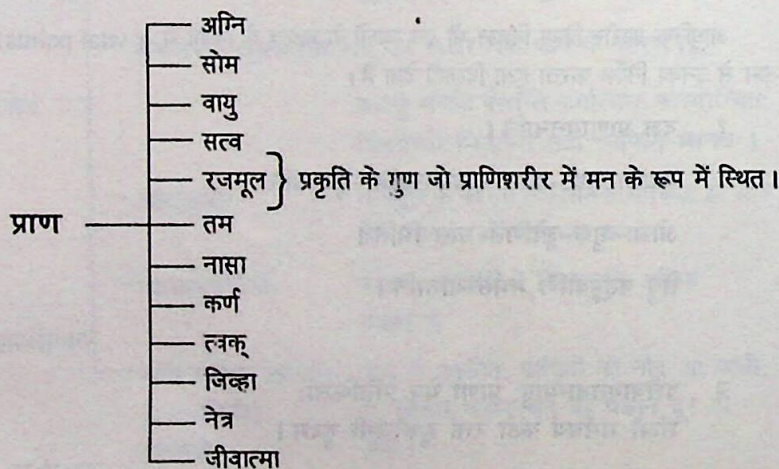 अग्नि
सोम
वायु
सत्व
रजमूल } प्रकृति के गुण जो प्राणिशरीर में मन के रूप में स्थित।
प्राण
तम
नासा
कर्ण
त्वक्
जिव्हा
नेत्र
जीवात्मा